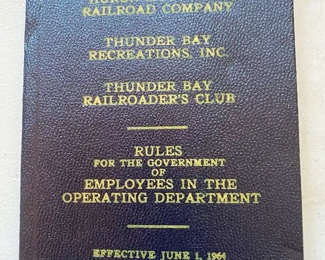 RAILROAD COMPANY
THUNDER BAY
RECREATIONS, INC.
THUNDER BAY
RAILROADER'S CLUB
RULES
FOR THE GOVERNMENT
OF
EMPLOYEES IN THE
OPERATING DEPARTMENT
EFFECTIVE JUNE 1, 1964